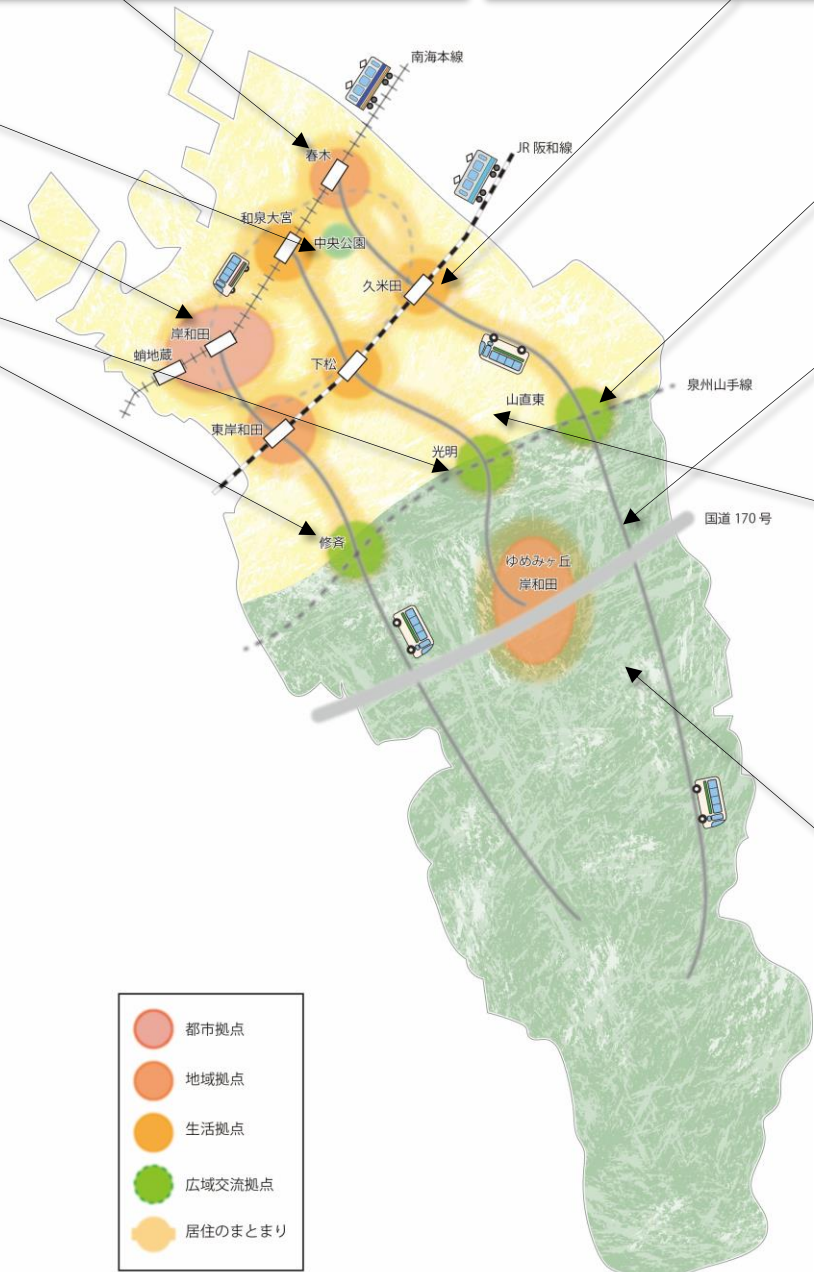 南海本線
JR 阪和線
春木
和泉大宮
中央公園
久米田
岸和田
蛸地蔵
下松
泉州山手線
山直東
東岸和田
光明
国道 170 号
修斉
ゆめみヶ丘
岸和田
都市拠点
地域拠点
生活拠点
広域交流拠点
居住のまとまり